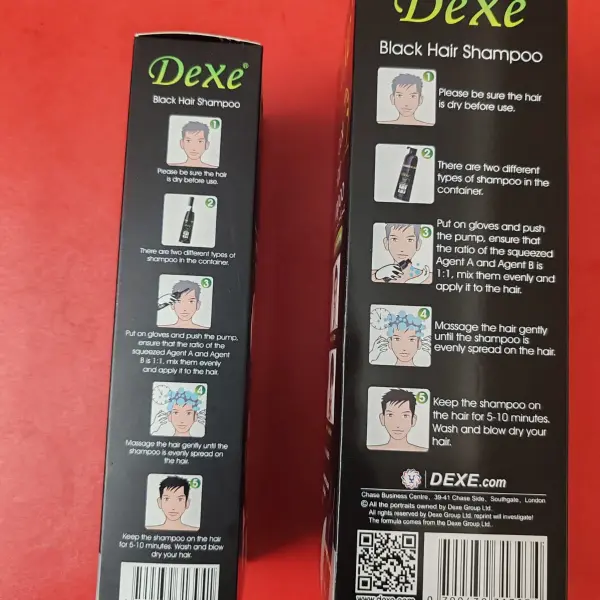 DeXe®
Black Hair Shampoo
1
Please be sure the hair
is dry before use.
2
There are two different types of
shampoo in the container.
3
Put on gloves and push the pump,
ensure that the ratio of the
squeezed Agent A and Agent
B is 1:1, mix them evenly
and apply it to the hair.
4
Massage the hair gently until the
shampoo is evenly spread on
the hair.
5
Keep the shampoo on the hair
for 5-10 minutes. Wash and blow
dry your hair.
DeXe
Black Hair Shampoo
1
Please be sure the hair
is dry before use.
2
There are two different
types of shampoo in the
container.
3
Put on gloves and push
the pump, ensure that
the ratio of the squeezed
Agent A and Agent B is
1:1, mix them evenly and
apply it to the hair.
4
Massage the hair gently
until the shampoo is
evenly spread on the hair.
5
Keep the shampoo on
the hair for 5-10 minutes.
Wash and blow dry your
hair.
DEXE.com
Chase Business Centre, 39-41 Chase Side, Southgate, London
© All the portraits owned by Dexe Group Ltd.
All rights reserved by Dexe Group Ltd. reprint will investigate!
The formula comes from the Dexe Group Ltd.
www.dexe.com